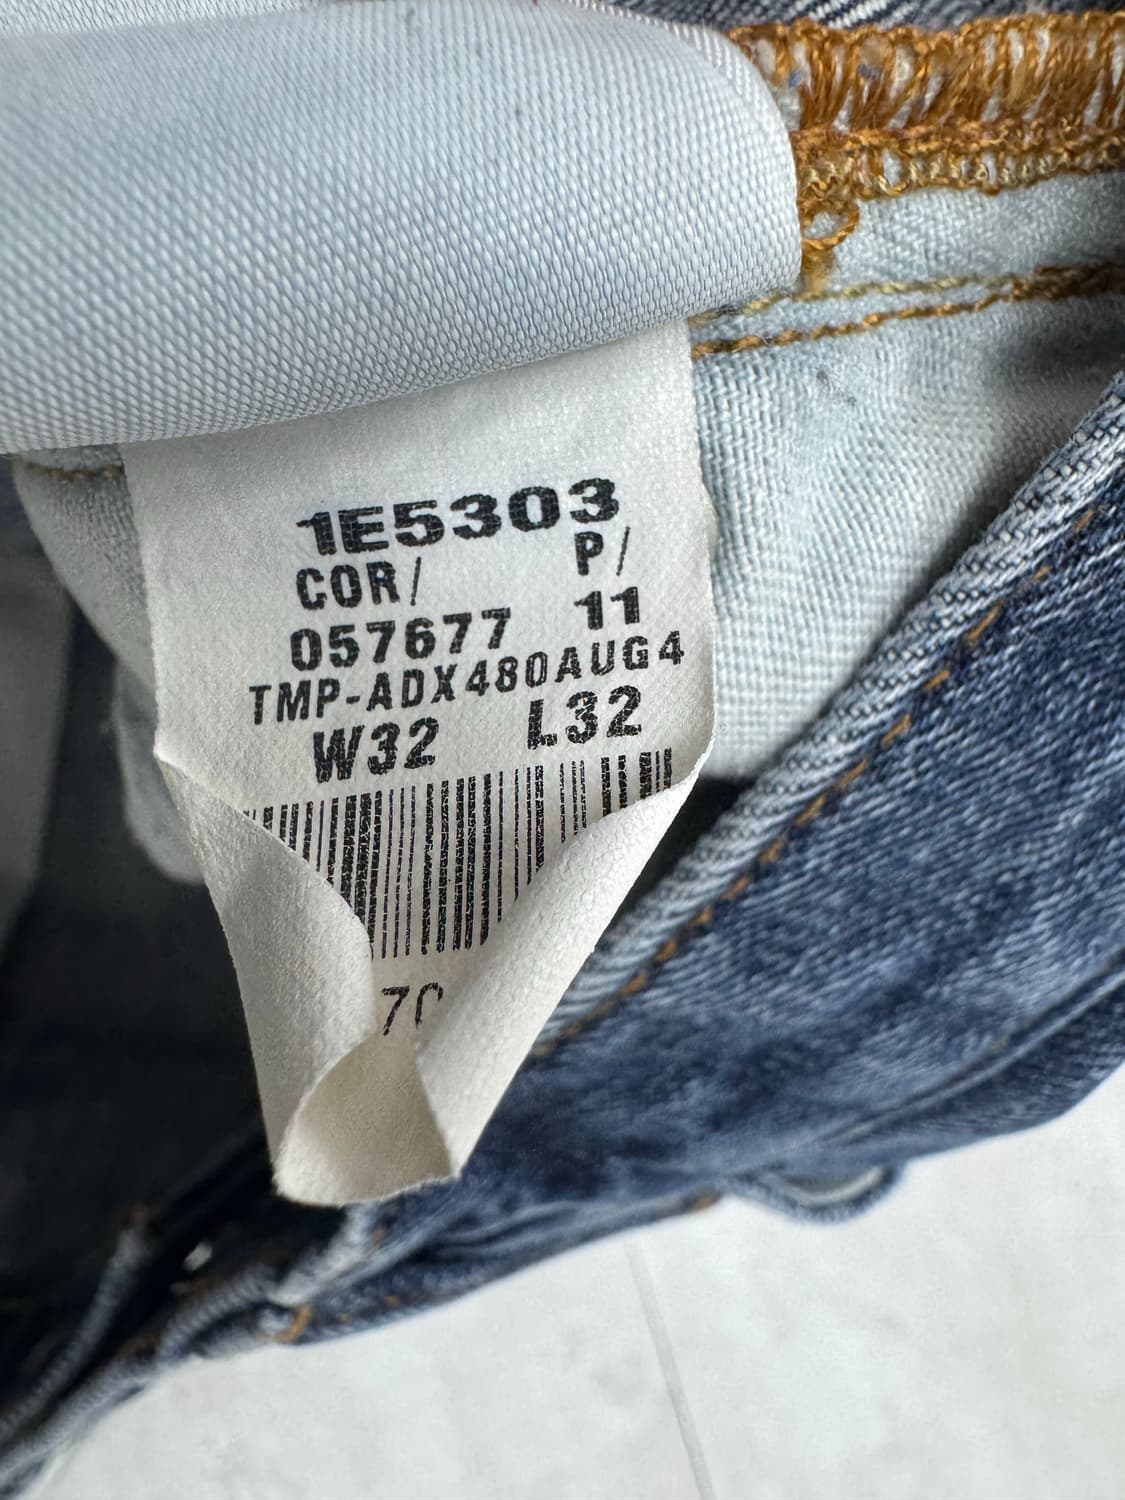 1E5303
COR/ P/
057677 11
TMP-ADX480AUG4
W32 L32